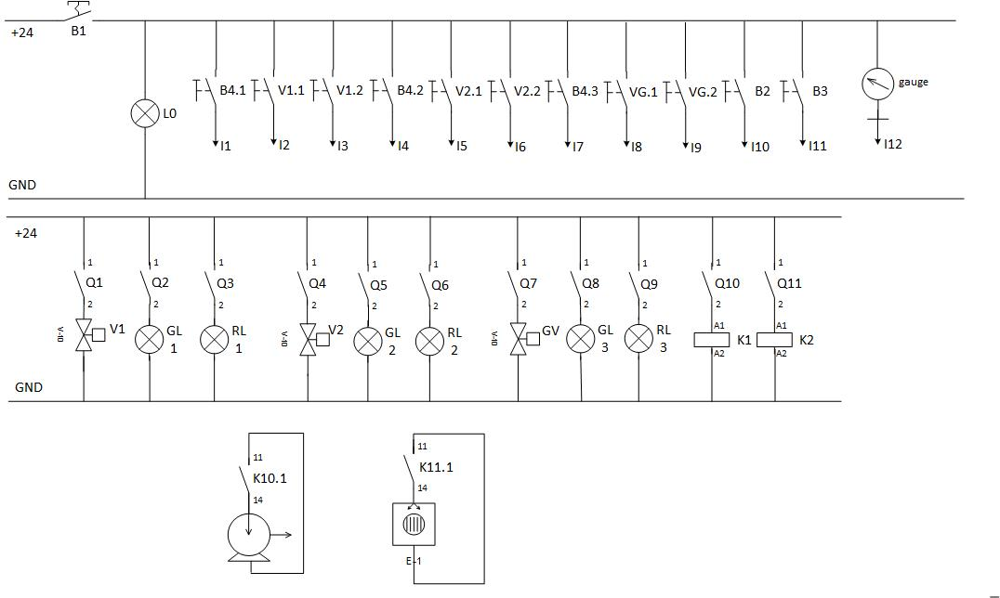 +24
B1
L0
B4.1
V1.1
V1.2
B4.2
V2.1
V2.2
B4.3
VG.1
VG.2
B2
B3
gauge
I1
I2
I3
I4
I5
I6
I7
I8
I9
I10
I11
I12
GND
+24
1
1
1
1
1
1
1
1
1
1
1
Q1
Q2
Q3
Q4
Q5
Q6
Q7
Q8
Q9
Q10
Q11
2
2
2
2
2
2
2
2
2
2
2
V-ID
V1
GL
1
RL
1
V-ID
V2
GL
2
RL
2
V-ID
GV
GL
3
RL
3
A1
K1
A2
A1
K2
A2
GND
11
K10.1
14
11
K11.1
14
E-1